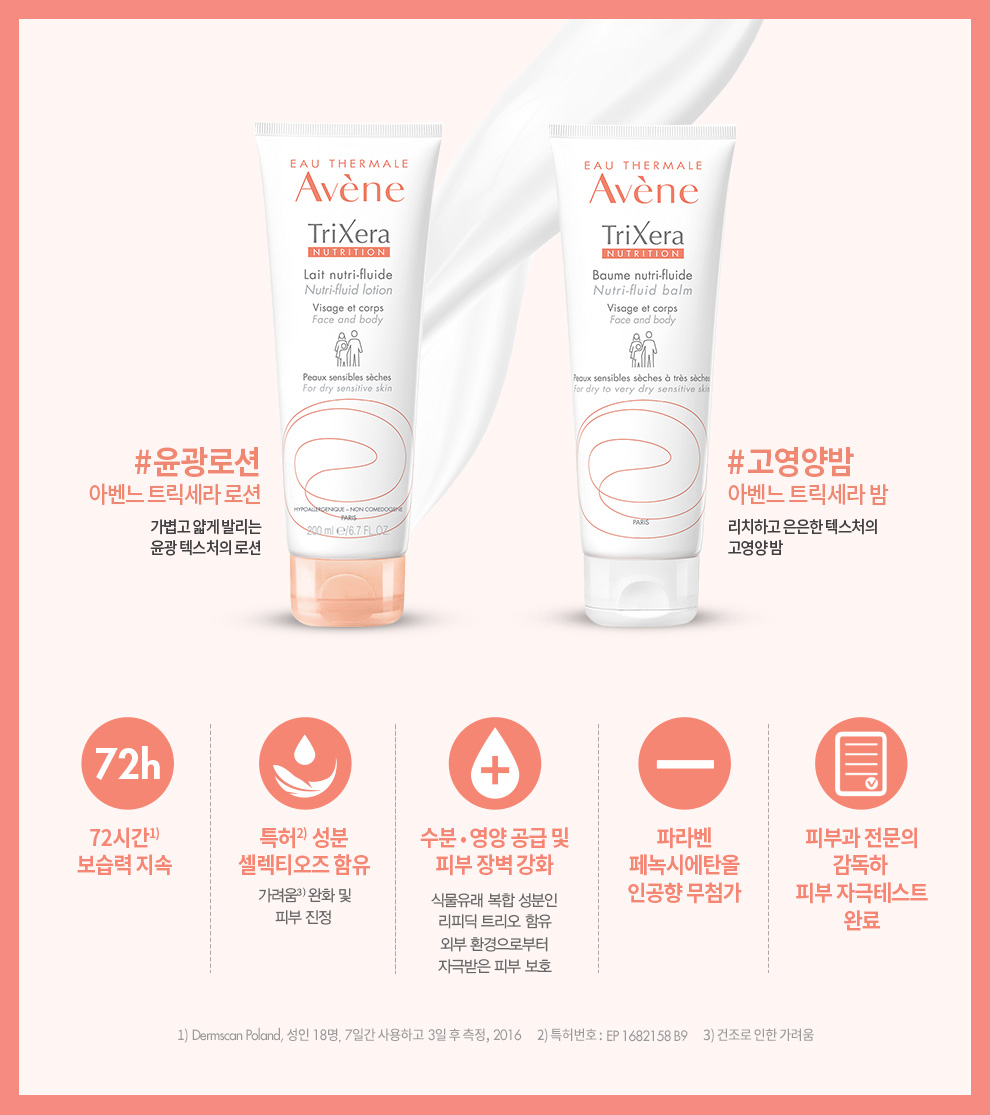 EAU THERMALE
Avène
TriXera
NUTRITION
Lait nutri-fluide
Nutri-fluid lotion
Visage et corps
Face and body
Peaux sensibles sèches
For dry sensitive skin
HYPOALLERGENIQUE – NON COMEDOGENE
PARIS
200 ml e/6.7 FL.OZ.
EAU THERMALE
Avène
TriXera
NUTRITION
Baume nutri-fluide
Nutri-fluid balm
Visage et corps
Face and body
Peaux sensibles sèches à très sèches
For dry to very dry sensitive skin
PARIS
#윤광로션
아벤느 트릭세라 로션
가볍고 얇게 발리는
윤광 텍스처의 로션
#고영양밤
아벤느 트릭세라 밤
리치하고 은은한 텍스처의
고영양 밤
72h
72시간1)
보습력 지속
특허2) 성분
셀렉티오즈 함유
가려움3) 완화 및
피부 진정
수분·영양 공급 및
피부 장벽 강화
식물유래 복합 성분인
리피딕 트리오 함유
외부 환경으로부터
자극받은 피부 보호
파라벤
페녹시에탄올
인공향 무첨가
피부과 전문의
감독하
피부 자극테스트
완료
1) Dermscan Poland, 성인 18명, 7일간 사용하고 3일 후 측정, 2016 2) 특허번호 : EP 1682158 B9 3) 건조로 인한 가려움